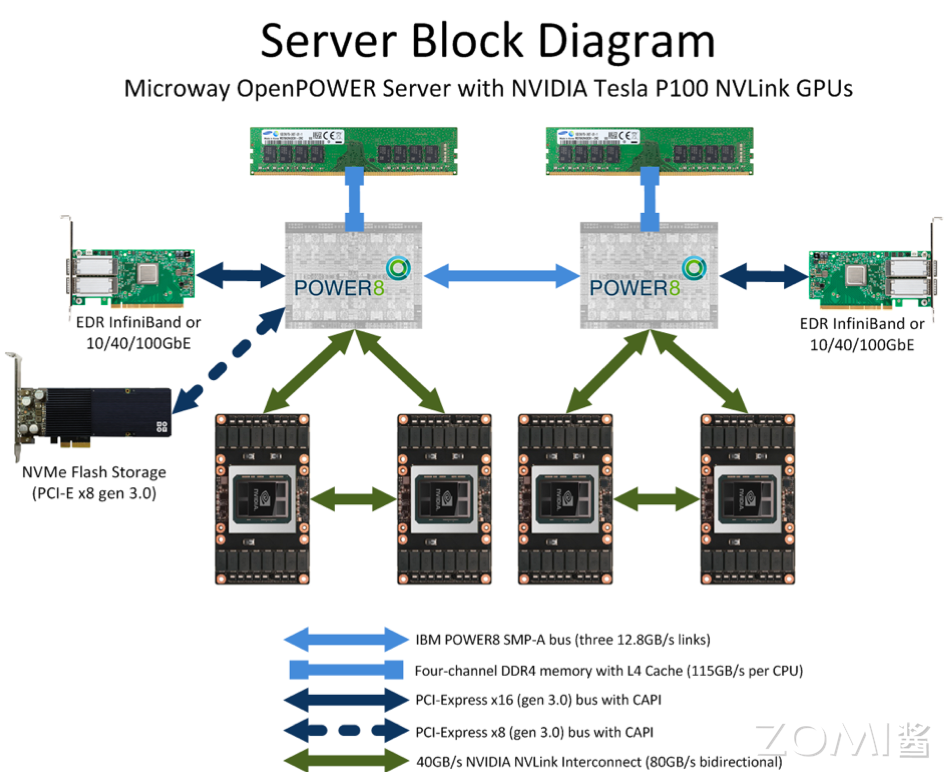 Server Block Diagram
Microway OpenPOWER Server with NVIDIA Tesla P100 NVLink GPUs
POWER8
POWER8
EDR InfiniBand or
10/40/100GbE
EDR InfiniBand or
10/40/100GbE
NVMe Flash Storage
(PCI-E x8 gen 3.0)
NVIDIA
NVIDIA
NVIDIA
NVIDIA
IBM POWER8 SMP-A bus (three 12.8GB/s links)
Four-channel DDR4 memory with L4 Cache (115GB/s per CPU)
PCI-Express x16 (gen 3.0) bus with CAPI
PCI-Express x8 (gen 3.0) bus with CAPI
40GB/s NVIDIA NVLink Interconnect (80GB/s bidirectional)
ZOMI酱